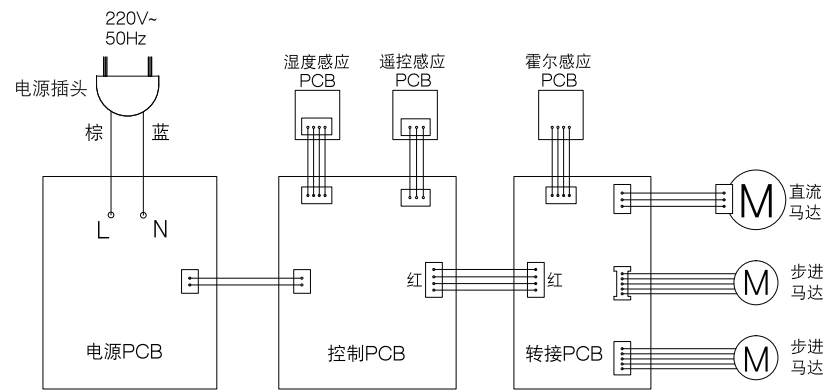 220V~
50Hz
电源插头
棕
蓝
L
N
电源PCB
湿度感应
PCB
遥控感应
PCB
红
控制PCB
霍尔感应
PCB
红
转接PCB
M
直流
马达
M
步进
马达
M
步进
马达